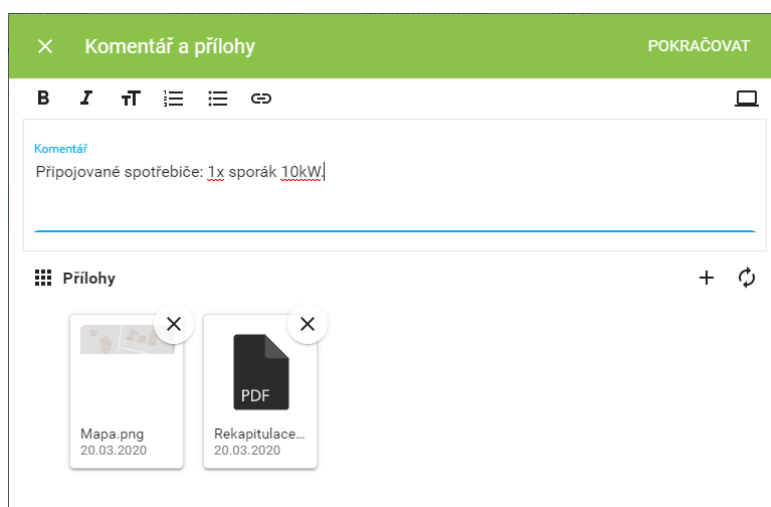 Komentář a přílohy
POKRAČOVAT
B I TT
Komentář
Připojované spotřebiče: 1x sporák 10kW.
Přílohy
PDF
Mapa.png
20.03.2020
Rekapitulace...
20.03.2020